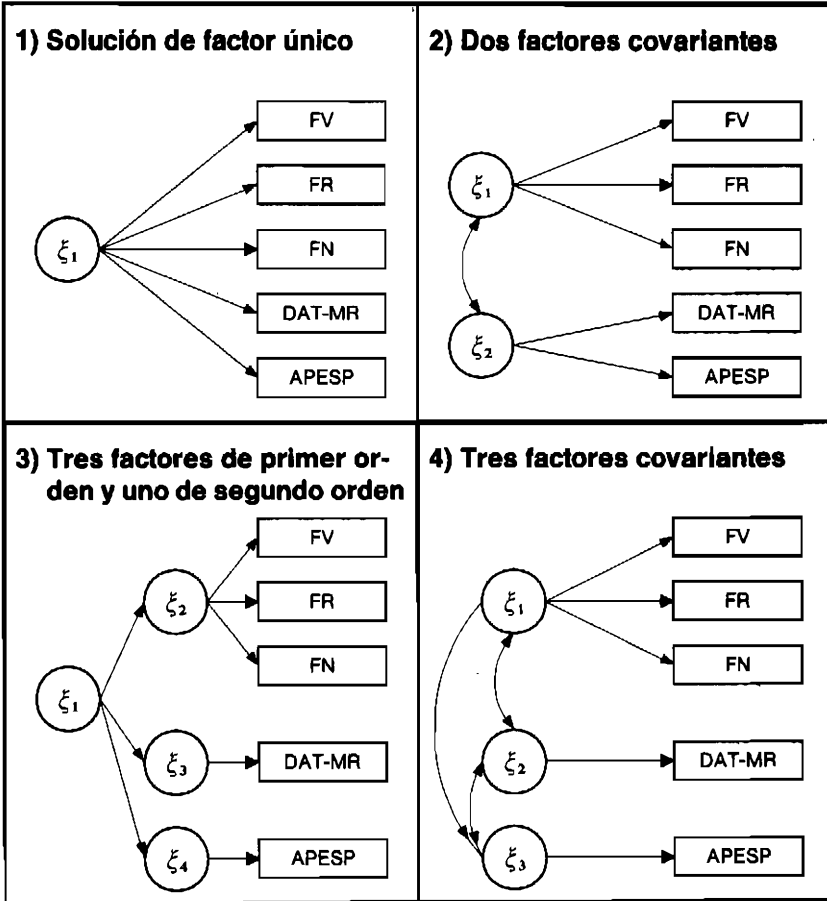 1) Solución de factor único
FV
FR
FN
DAT-MR
APESP
ξ1
2) Dos factores covariantes
FV
FR
FN
DAT-MR
APESP
ξ1
ξ2
3) Tres factores de primer or-
den y uno de segundo orden
FV
FR
FN
DAT-MR
APESP
ξ2
ξ1
ξ3
ξ4
4) Tres factores covariantes
FV
FR
FN
DAT-MR
APESP
ξ1
ξ2
ξ3